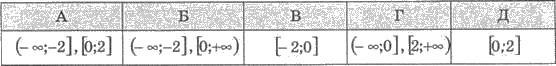 А Б В Г Д
(−∞;−2], [0;2] (−∞;−2], [0;+∞) [−2;0] (−∞;0], [2;+∞) [0;2]